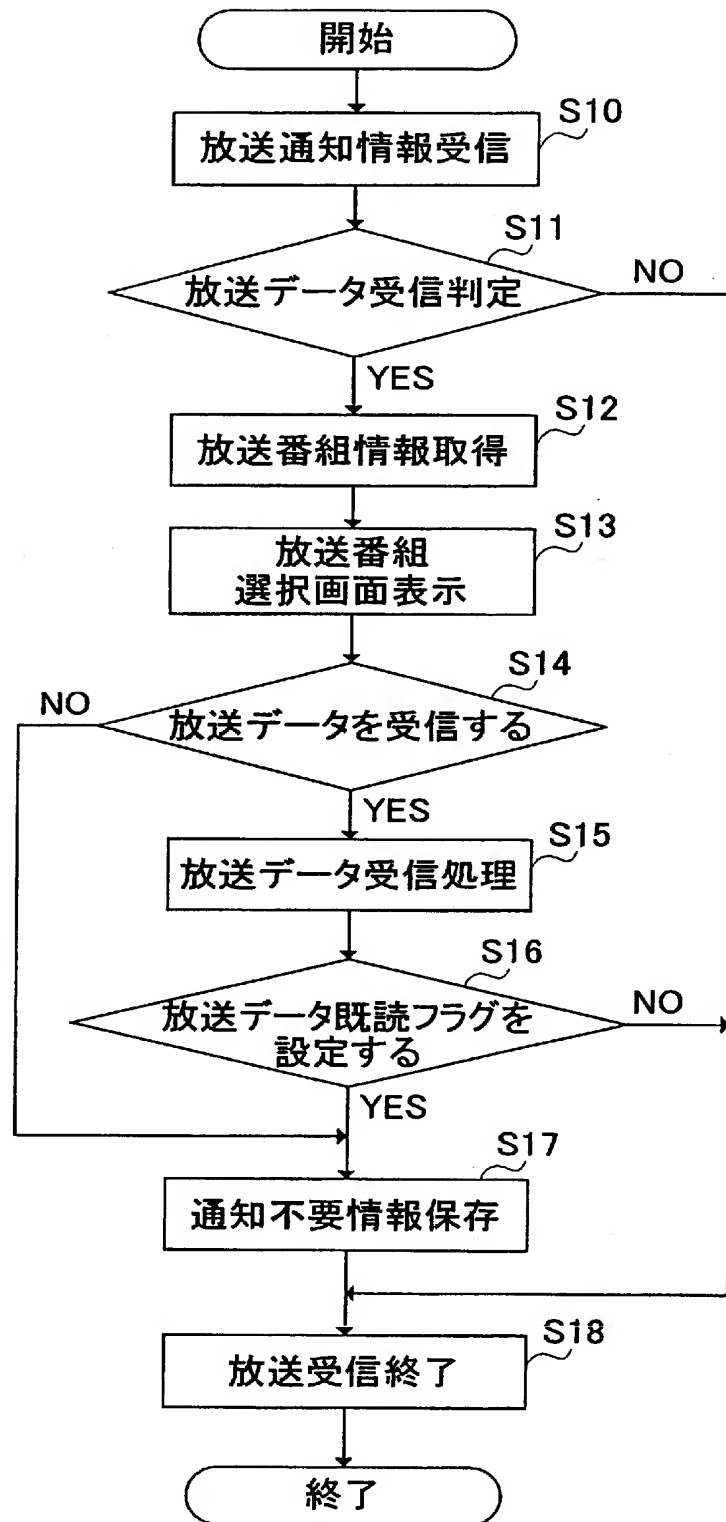 開始
S10
放送通知情報受信
S11
放送データ受信判定
NO
YES
S12
放送番組情報取得
S13
放送番組
選択画面表示
S14
NO
放送データを受信する
YES
S15
放送データ受信処理
S16
放送データ既読フラグを
設定する
NO
YES
S17
通知不要情報保存
S18
放送受信終了
終了